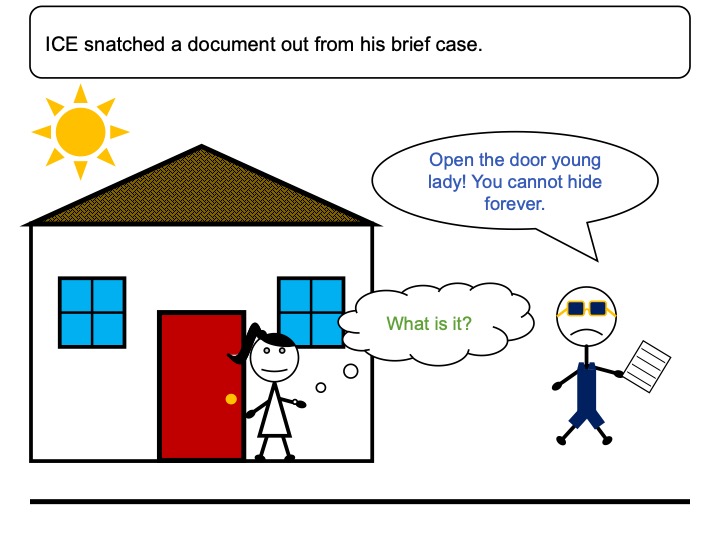 ICE snatched a document out from his brief case.
Open the door young
lady! You cannot hide
forever.
What is it?